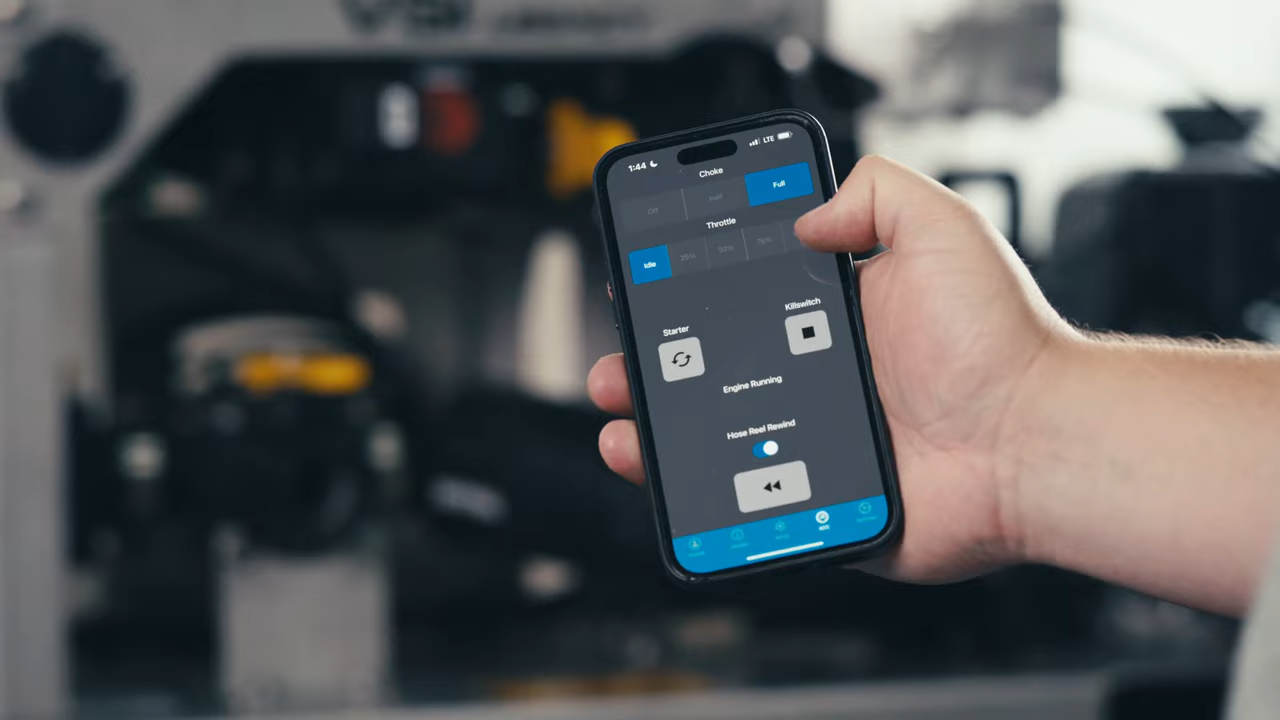 1:44 LTE
Choke
Off Half Full
Throttle
Idle 25% 50% 75%
Killswitch
Starter
Engine Running
Hose Reel Rewind